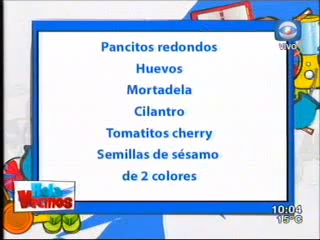 Pancitos redondos
Huevos
Mortadela
Cilantro
Tomatitos cherry
Semillas de sésamo
de 2 colores
VIVO
Hola
Vecinos
10:04
15°C